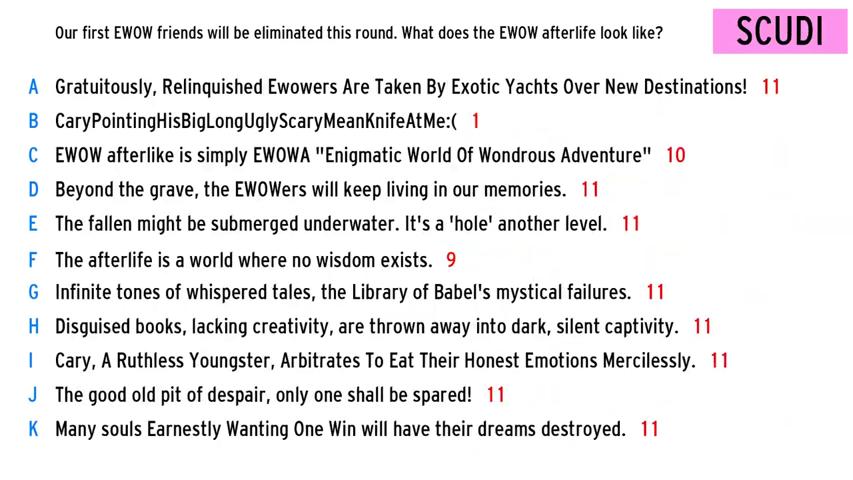 Our first EWOW friends will be eliminated this round. What does the EWOW afterlife look like?
SCUDI
A Gratuitously, Relinquished Ewowers Are Taken By Exotic Yachts Over New Destinations! 11
B CaryPointingHisBigLongUglyScaryMeanKnifeAtMe:( 1
C EWOW afterlike is simply EWOWA "Enigmatic World Of Wondrous Adventure" 10
D Beyond the grave, the EWOWers will keep living in our memories. 11
E The fallen might be submerged underwater. It's a 'hole' another level. 11
F The afterlife is a world where no wisdom exists. 9
G Infinite tones of whispered tales, the Library of Babel's mystical failures. 11
H Disguised books, lacking creativity, are thrown away into dark, silent captivity. 11
I Cary, A Ruthless Youngster, Arbitrates To Eat Their Honest Emotions Mercilessly. 11
J The good old pit of despair, only one shall be spared! 11
K Many souls Earnestly Wanting One Win will have their dreams destroyed. 11